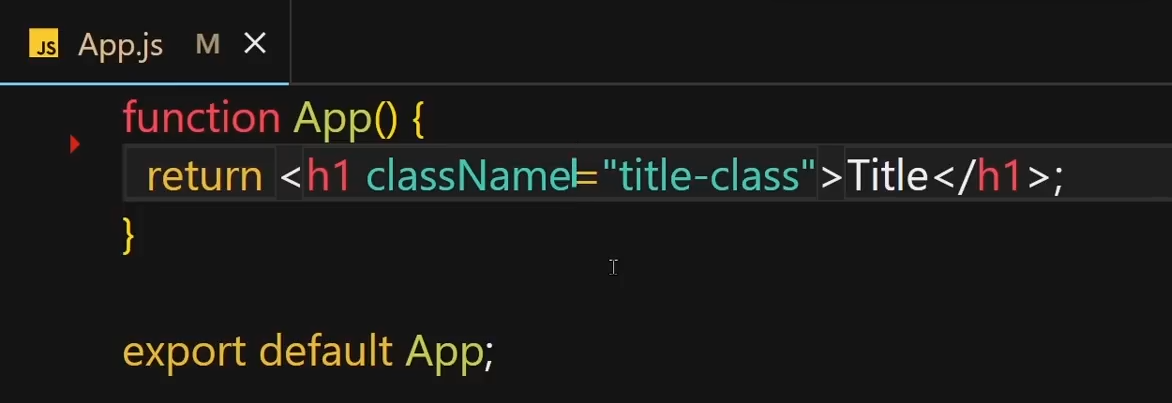 JS App.js M
function App() {
return <h1 className="title-class">Title</h1>;
}
export default App;